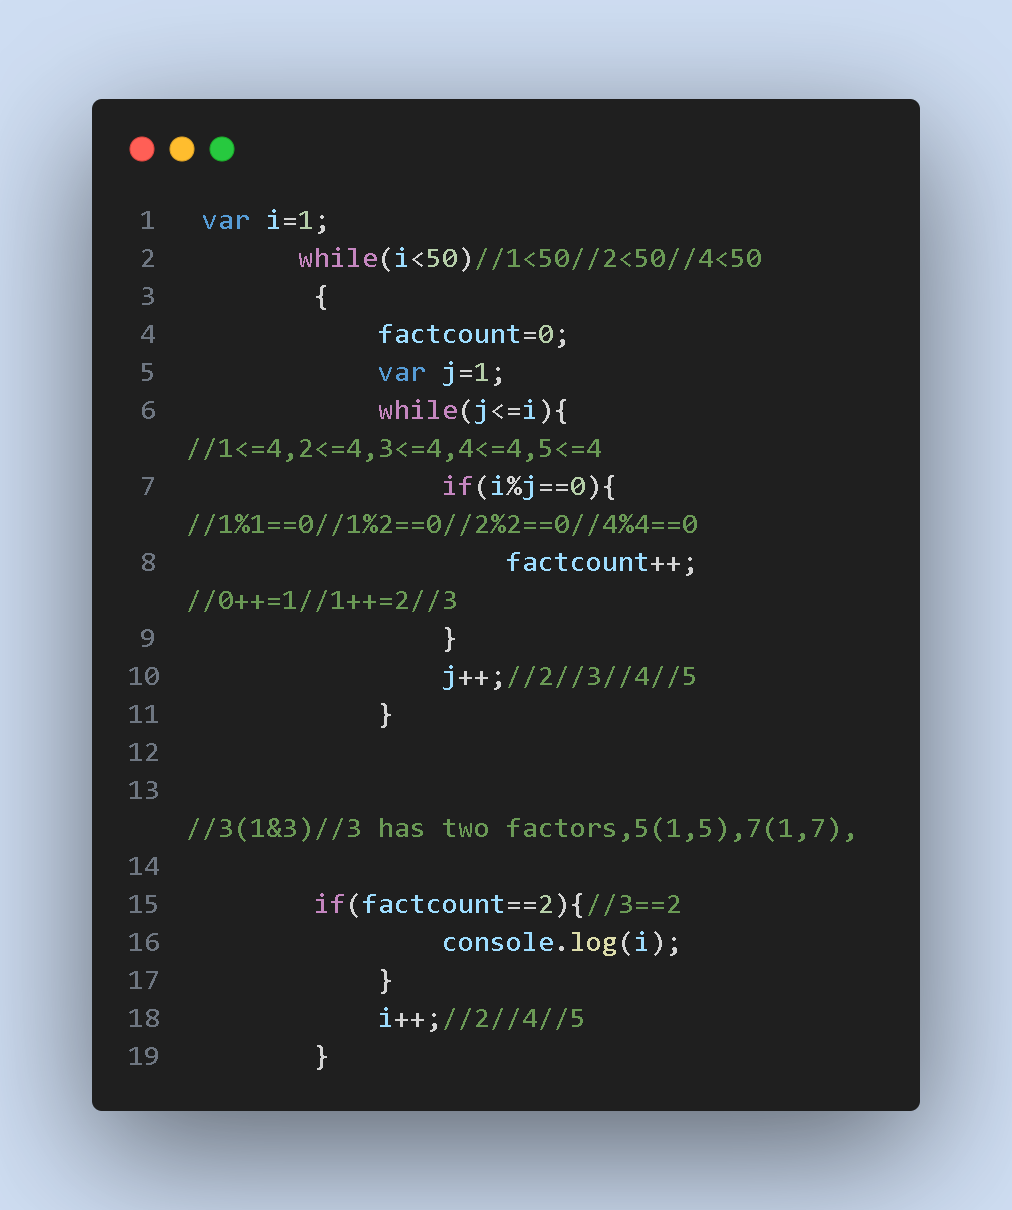 1 var i=1;
2 while(i<50)//1<50//2<50//4<50
3 {
4 factcount=0;
5 var j=1;
6 while(j<=i){
//1<=4,2<=4,3<=4,4<=4,5<=4
7 if(i%j==0){
//1%1==0//1%2==0//2%2==0//4%4==0
8 factcount++;
//0++=1//1++=2//3
9 }
10 j++;//2//3//4//5
11 }
12
13
//3(1&3)//3 has two factors,5(1,5),7(1,7),
14
15 if(factcount==2){//3==2
16 console.log(i);
17 }
18 i++;//2//4//5
19 }